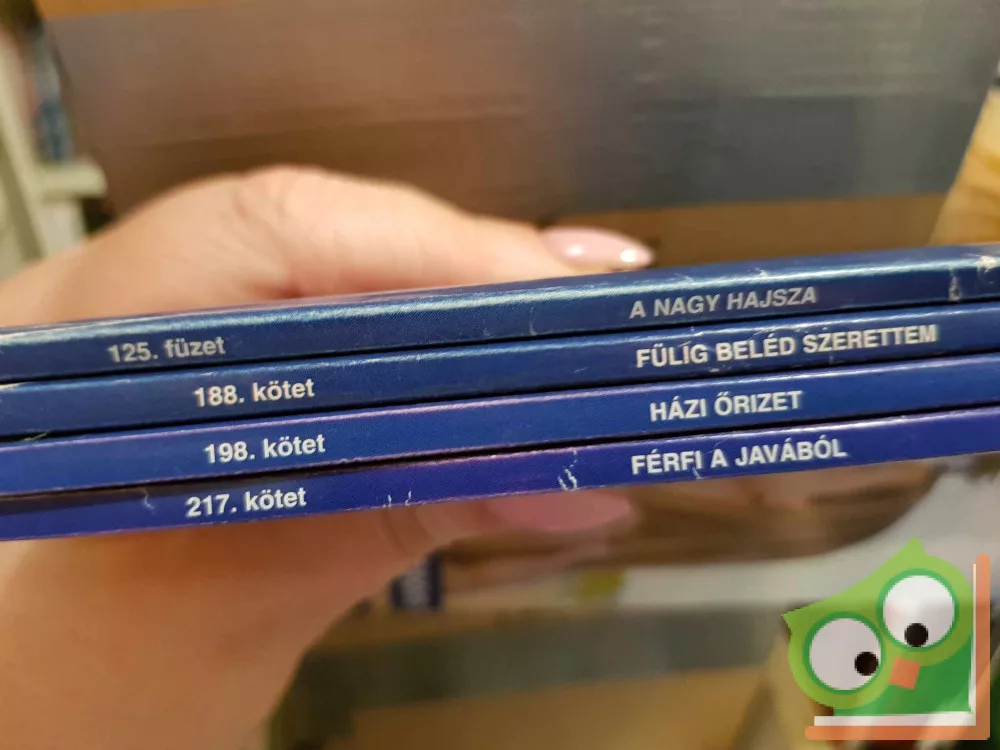 125. füzet A NAGY HAJSZA
188. kötet FÜLIG BELÉD SZERETTEM
198. kötet HÁZI ŐRIZET
217. kötet FÉRFI A JAVÁBÓL